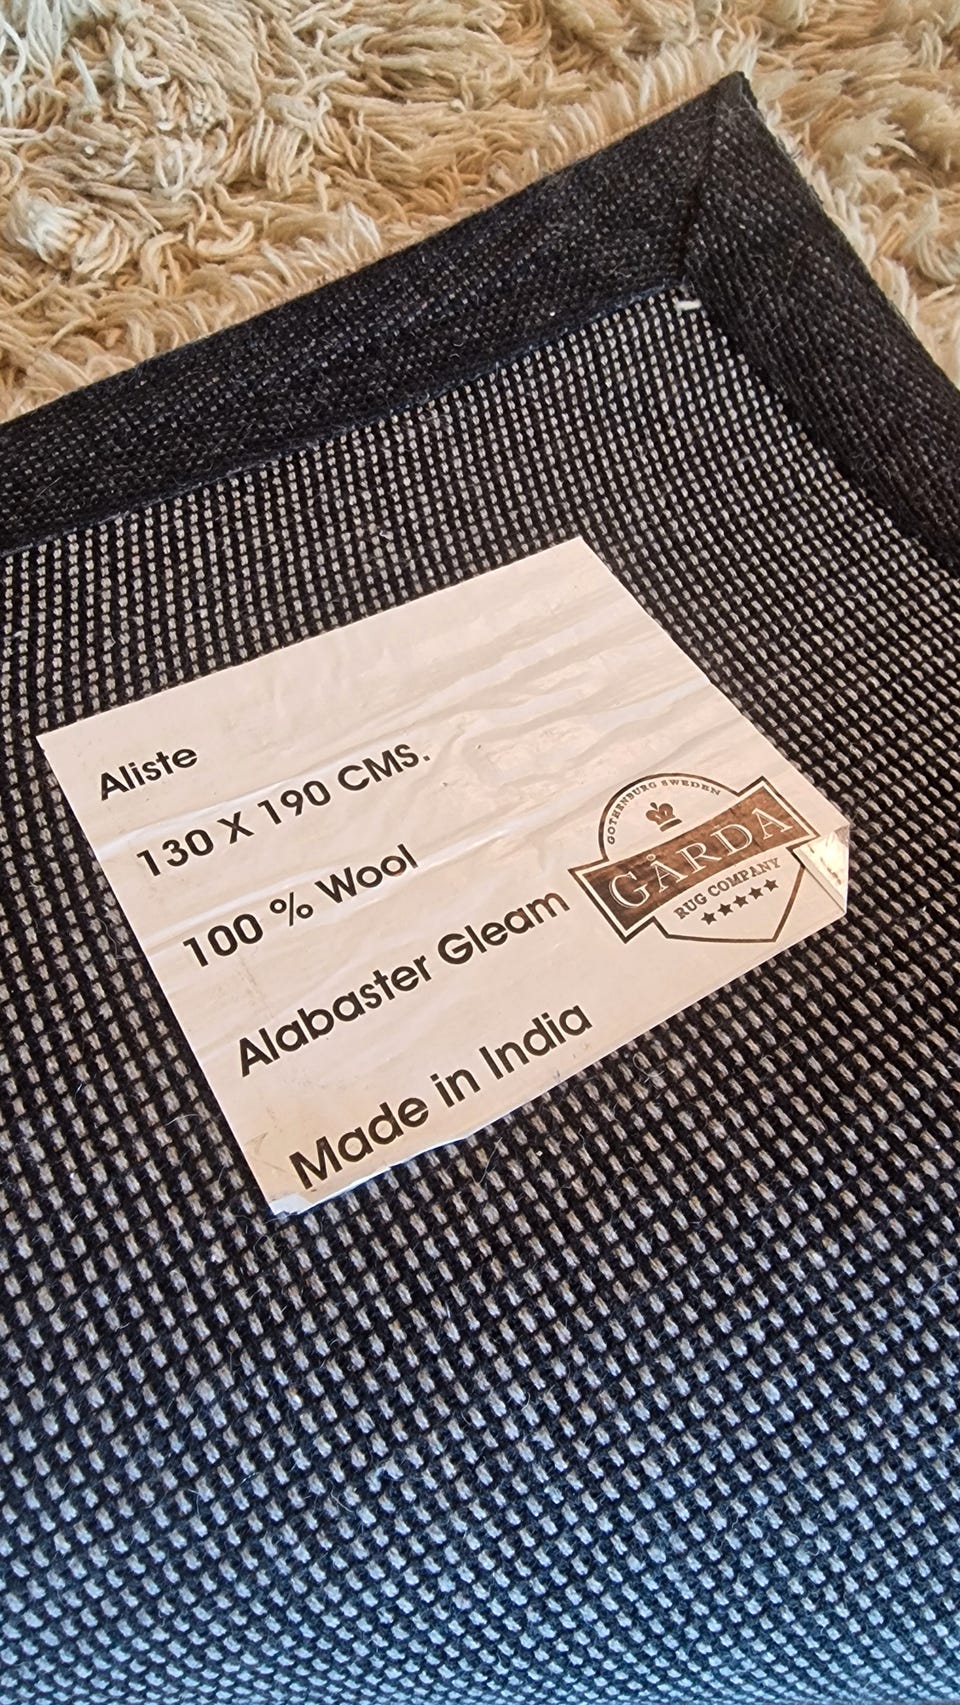 Aliste
130 X 190 CMS.
100 % Wool
Alabaster Gleam
Made in India
GOTHENBURG SWEDEN
GÅRDA
RUG COMPANY